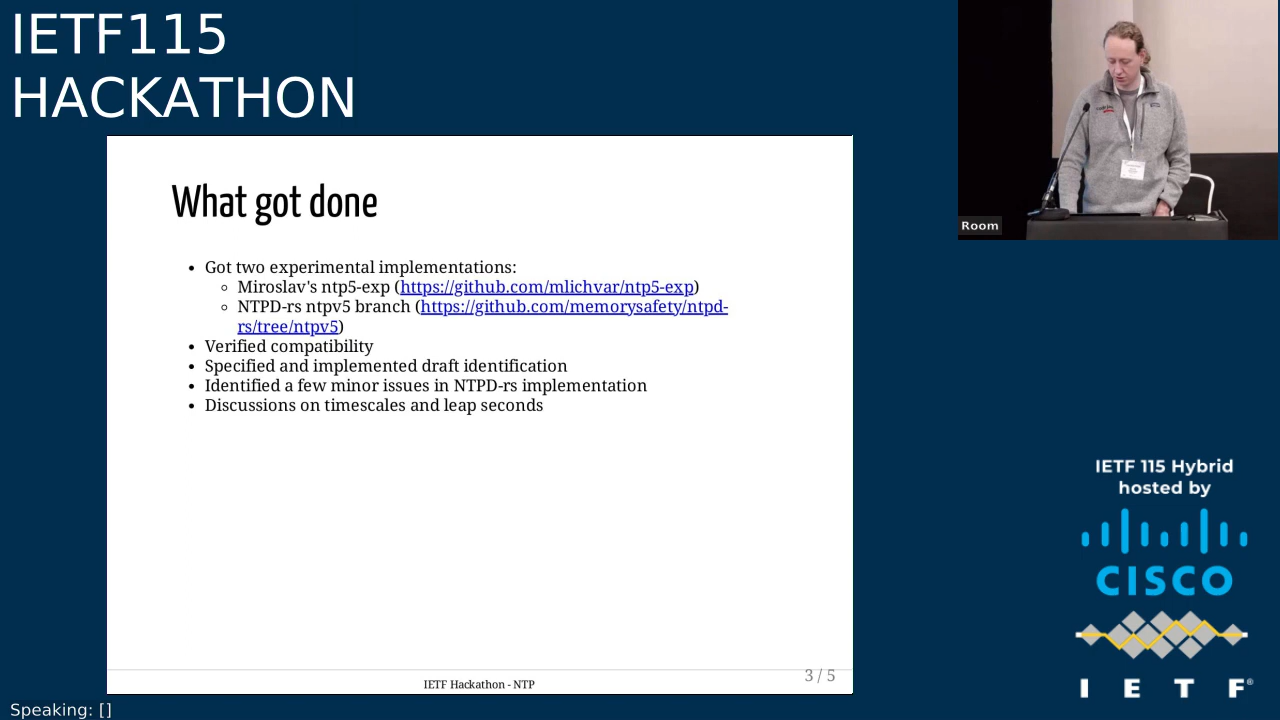 IETF115
HACKATHON
What got done
• Got two experimental implementations:
◦ Miroslav's ntp5-exp (https://github.com/mlichvar/ntp5-exp)
◦ NTPD-rs ntpv5 branch (https://github.com/memorysafety/ntpd-
rs/tree/ntpv5)
• Verified compatibility
• Specified and implemented draft identification
• Identified a few minor issues in NTPD-rs implementation
• Discussions on timescales and leap seconds
IETF Hackathon - NTP
3 / 5
Room
IETF 115 Hybrid
hosted by
CISCO
I E T F®
Speaking: []